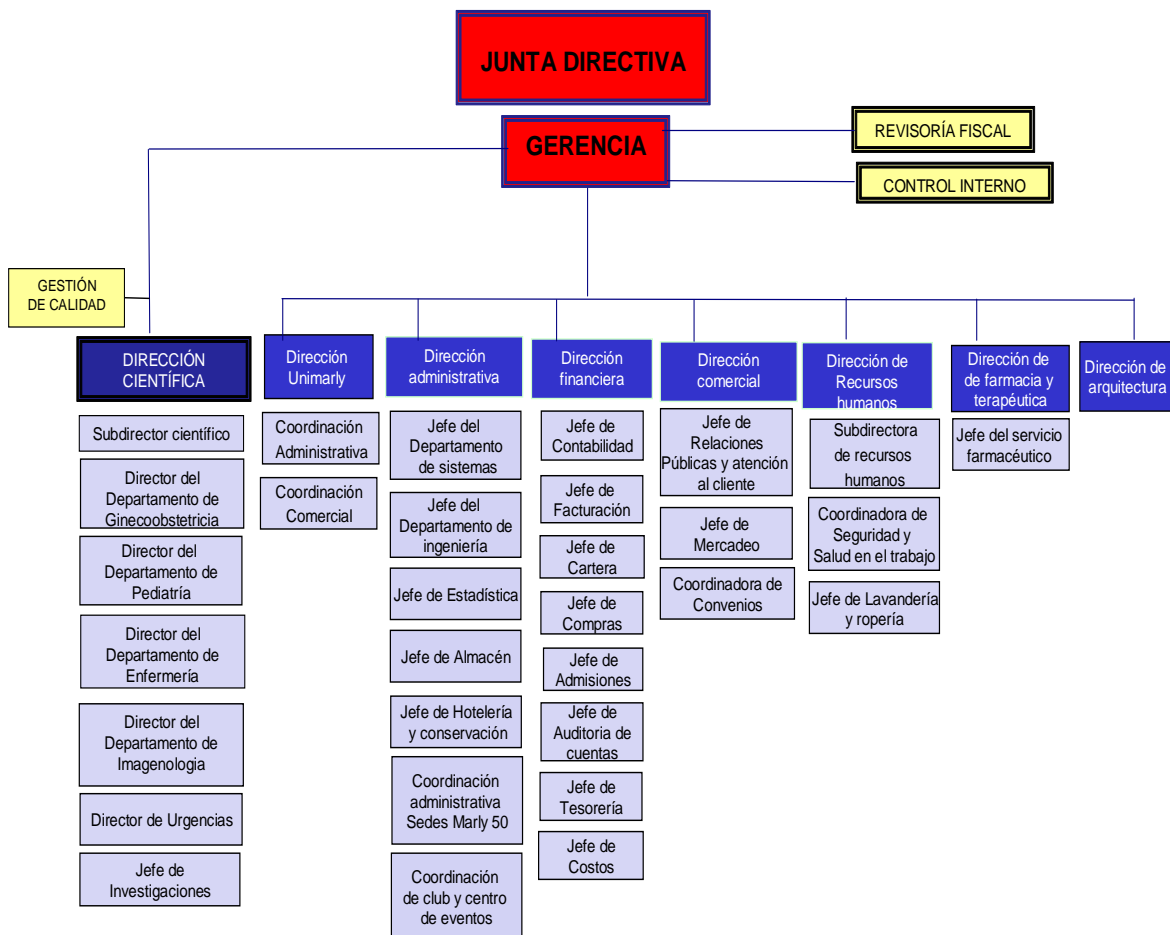 JUNTA DIRECTIVA
GERENCIA
REVISORÍA FISCAL
CONTROL INTERNO
GESTIÓN
DE CALIDAD
DIRECCIÓN
CIENTÍFICA
Subdirector científico
Director del
Departamento de
Ginecoobstetricia
Director del
Departamento de
Pediatría
Director del
Departamento de
Enfermería
Director del
Departamento de
Imagenologia
Director de Urgencias
Jefe de
Investigaciones
Dirección
Unimarly
Coordinación
Administrativa
Coordinación
Comercial
Dirección
administrativa
Jefe del
Departamento
de sistemas
Jefe del
Departamento de
ingeniería
Jefe de Estadística
Jefe de Almacén
Jefe de Hotelería
y conservación
Coordinación
administrativa
Sedes Marly 50
Coordinación
de club y centro
de eventos
Dirección
financiera
Jefe de
Contabilidad
Jefe de
Facturación
Jefe de
Cartera
Jefe de
Compras
Jefe de
Admisiones
Jefe de
Auditoria de
cuentas
Jefe de
Tesorería
Jefe de
Costos
Dirección
comercial
Jefe de
Relaciones
Públicas y atención
al cliente
Jefe de
Mercadeo
Coordinadora de
Convenios
Dirección de
Recursos
humanos
Subdirectora
de recursos
humanos
Coordinadora de
Seguridad y
Salud en el trabajo
Jefe de Lavandería
y ropería
Dirección de
de farmacia y
terapéutica
Jefe del servicio
farmacéutico
Dirección de
arquitectura